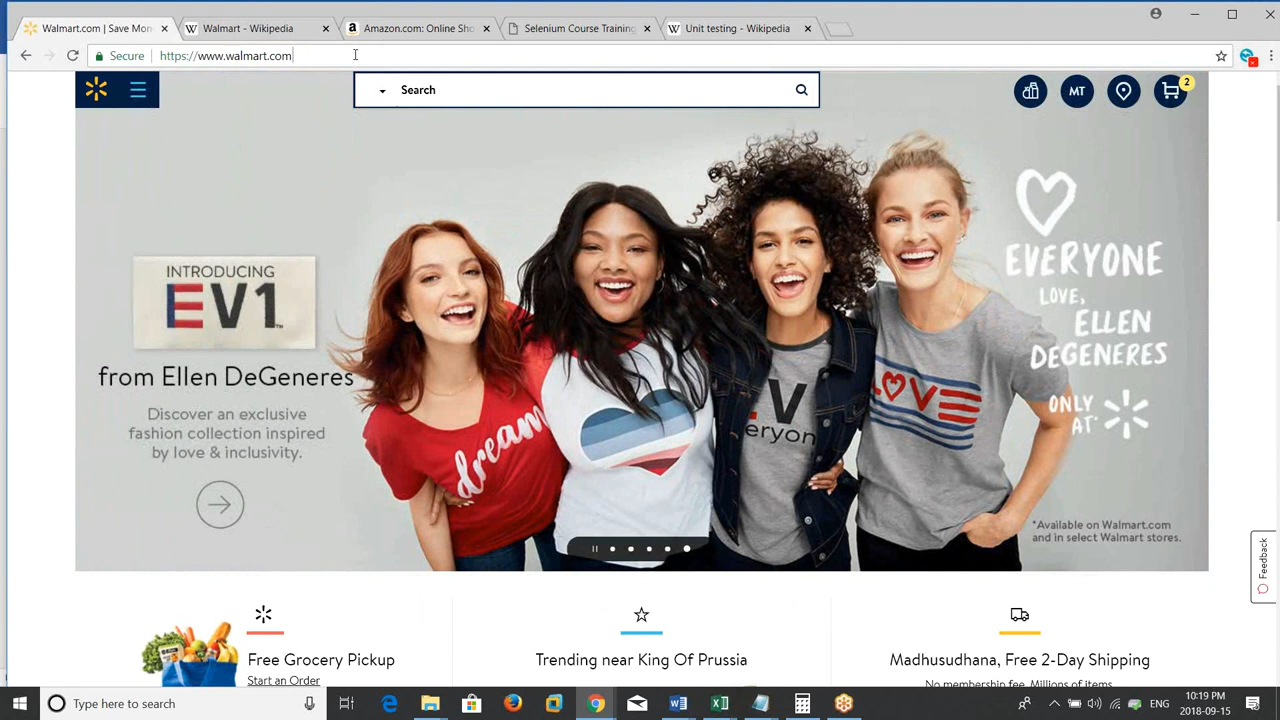 Walmart.com | Save Mon
Walmart - Wikipedia
Amazon.com: Online Sho
Selenium Course Training
Unit testing - Wikipedia
Secure
https://www.walmart.com
Search
MT
2
INTRODUCING
EV1
from Ellen DeGeneres
Discover an exclusive
fashion collection inspired
by love & inclusivity.
dream
.V
eryon
LOVE
EVERYONE
LOVE,
ELLEN
DEGENERES
ONLY
AT
*Available on Walmart.com
and in select Walmart stores.
Feedback
Free Grocery Pickup
Start an Order
Trending near King Of Prussia
Madhusudhana, Free 2-Day Shipping
No membership fee. Millions of items
Type here to search
ENG
10:19 PM
2018-09-15